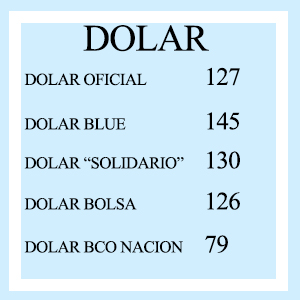 DOLAR
DOLAR OFICIAL 127
DOLAR BLUE 145
DOLAR “SOLIDARIO” 130
DOLAR BOLSA 126
DOLAR BCO NACION 79